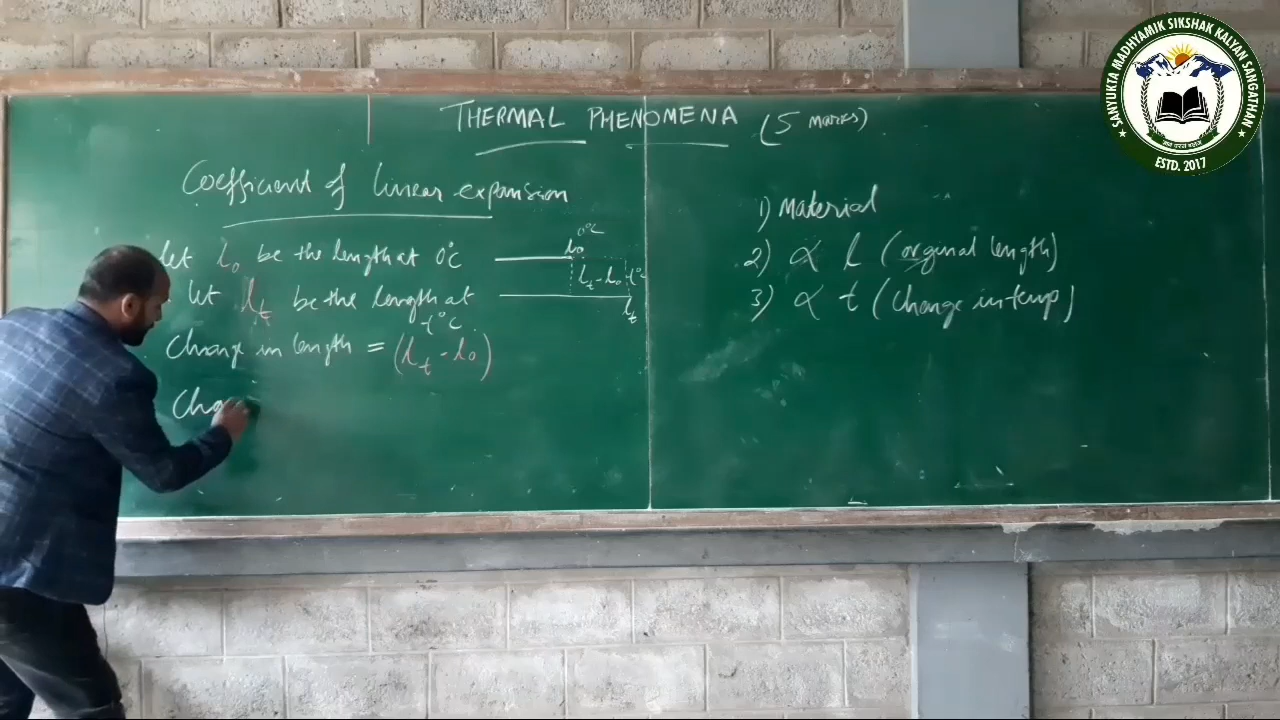 THERMAL PHENOMENA (5 marks)
Coefficient of linear expansion
Let l₀ be the length at 0°C
let lₜ be the length at
t°C
Change in length = (lₜ - l₀)
Cha
0°C
l₀
lₜ - l₀ t°C
lₜ
1) Material
2) ∝ L (orginal length)
3) ∝ t (Change in temp)
SANYUKTA MADHYAMIK SIKSHAK KALYAN SANGATHAN
ESTD. 2017